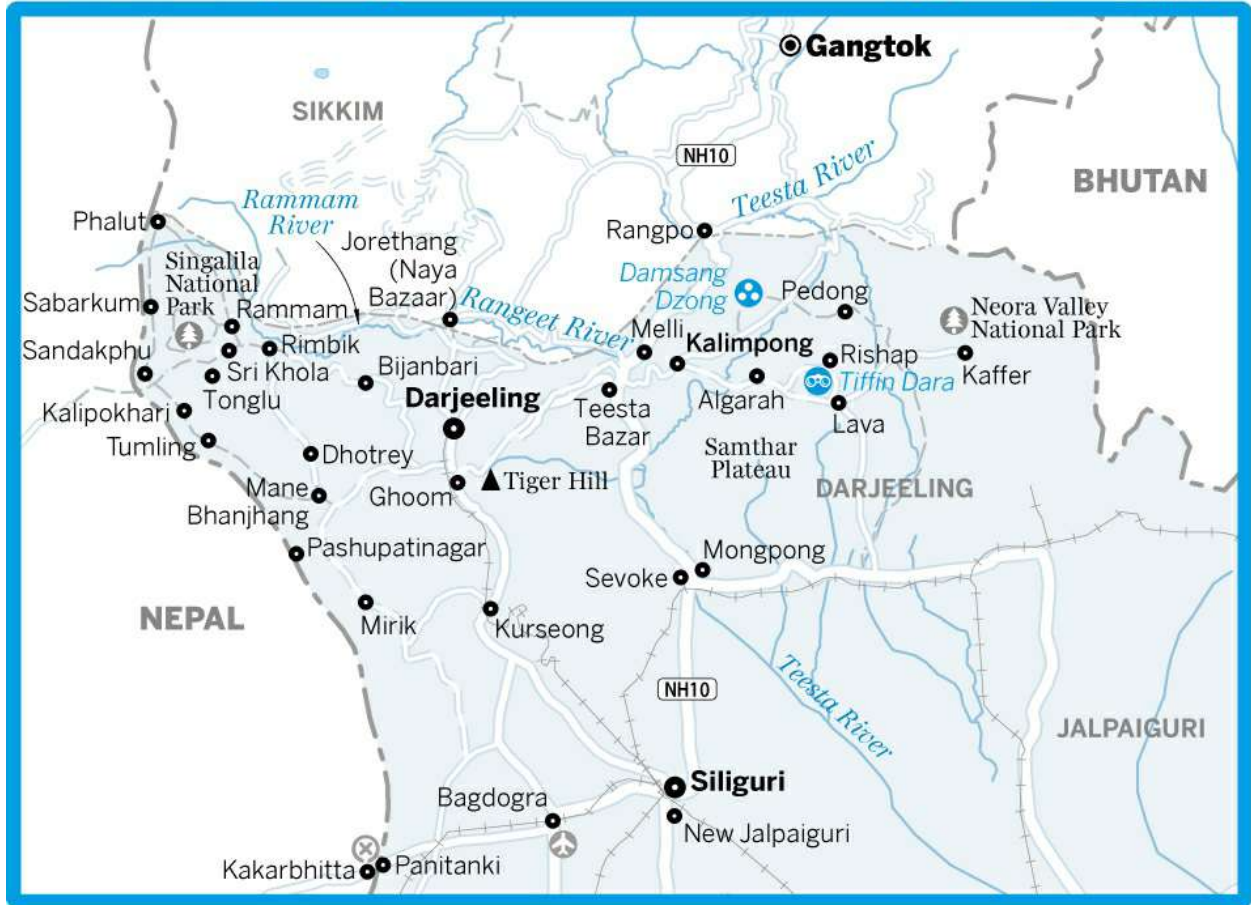 Gangtok
SIKKIM
NH10
Teesta River
BHUTAN
Rammam
River
Phalut
Jorethang
(Naya
Bazaar)
Rangpo
Singalila
National
Park
Damsang
Dzong
Pedong
Neora Valley
National Park
Sabarkum
Rammam
Rangeet River
Melli
Kalimpong
Sandakphu
Rimbik
Sri Khola
Bijanbari
Rishap
Tiffin Dara
Kaffer
Tonglu
Darjeeling
Teesta
Bazar
Algarah
Lava
Kalipokhari
Tumling
Dhotrey
Samthar
Plateau
Mane
Bhanjhang
Ghoom
Tiger Hill
DARJEELING
Pashupatinagar
Mongpong
Sevoke
NEPAL
Mirik
Kurseong
Teesta River
NH10
JALPAIGURI
Siliguri
Bagdogra
New Jalpaiguri
Kakarbhitta
Panitanki